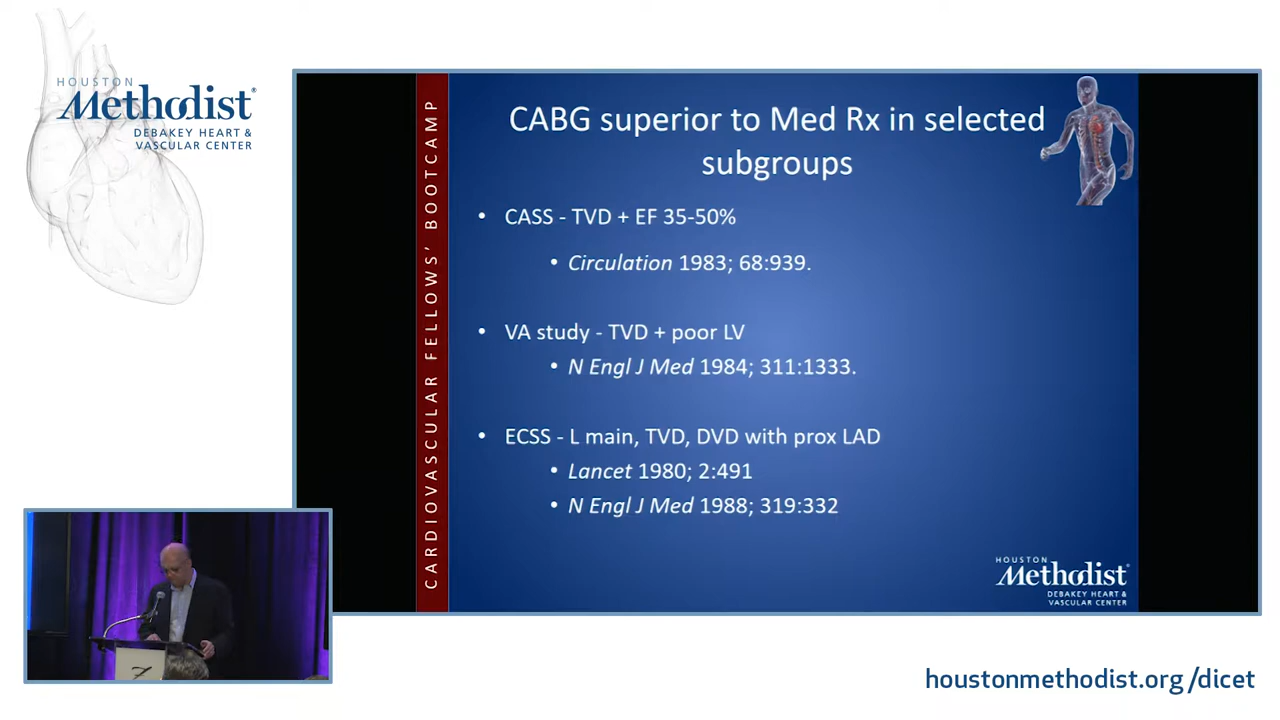 HOUSTON
Methodist®
DEBAKEY HEART &
VASCULAR CENTER
CARDIOVASCULAR FELLOWS' BOOTCAMP
CABG superior to Med Rx in selected
subgroups
• CASS - TVD + EF 35-50%
• Circulation 1983; 68:939.
• VA study - TVD + poor LV
• N Engl J Med 1984; 311:1333.
• ECSS - L main, TVD, DVD with prox LAD
• Lancet 1980; 2:491
• N Engl J Med 1988; 319:332
HOUSTON
Methodist®
DEBAKEY HEART &
VASCULAR CENTER
houstonmethodist.org/dicet